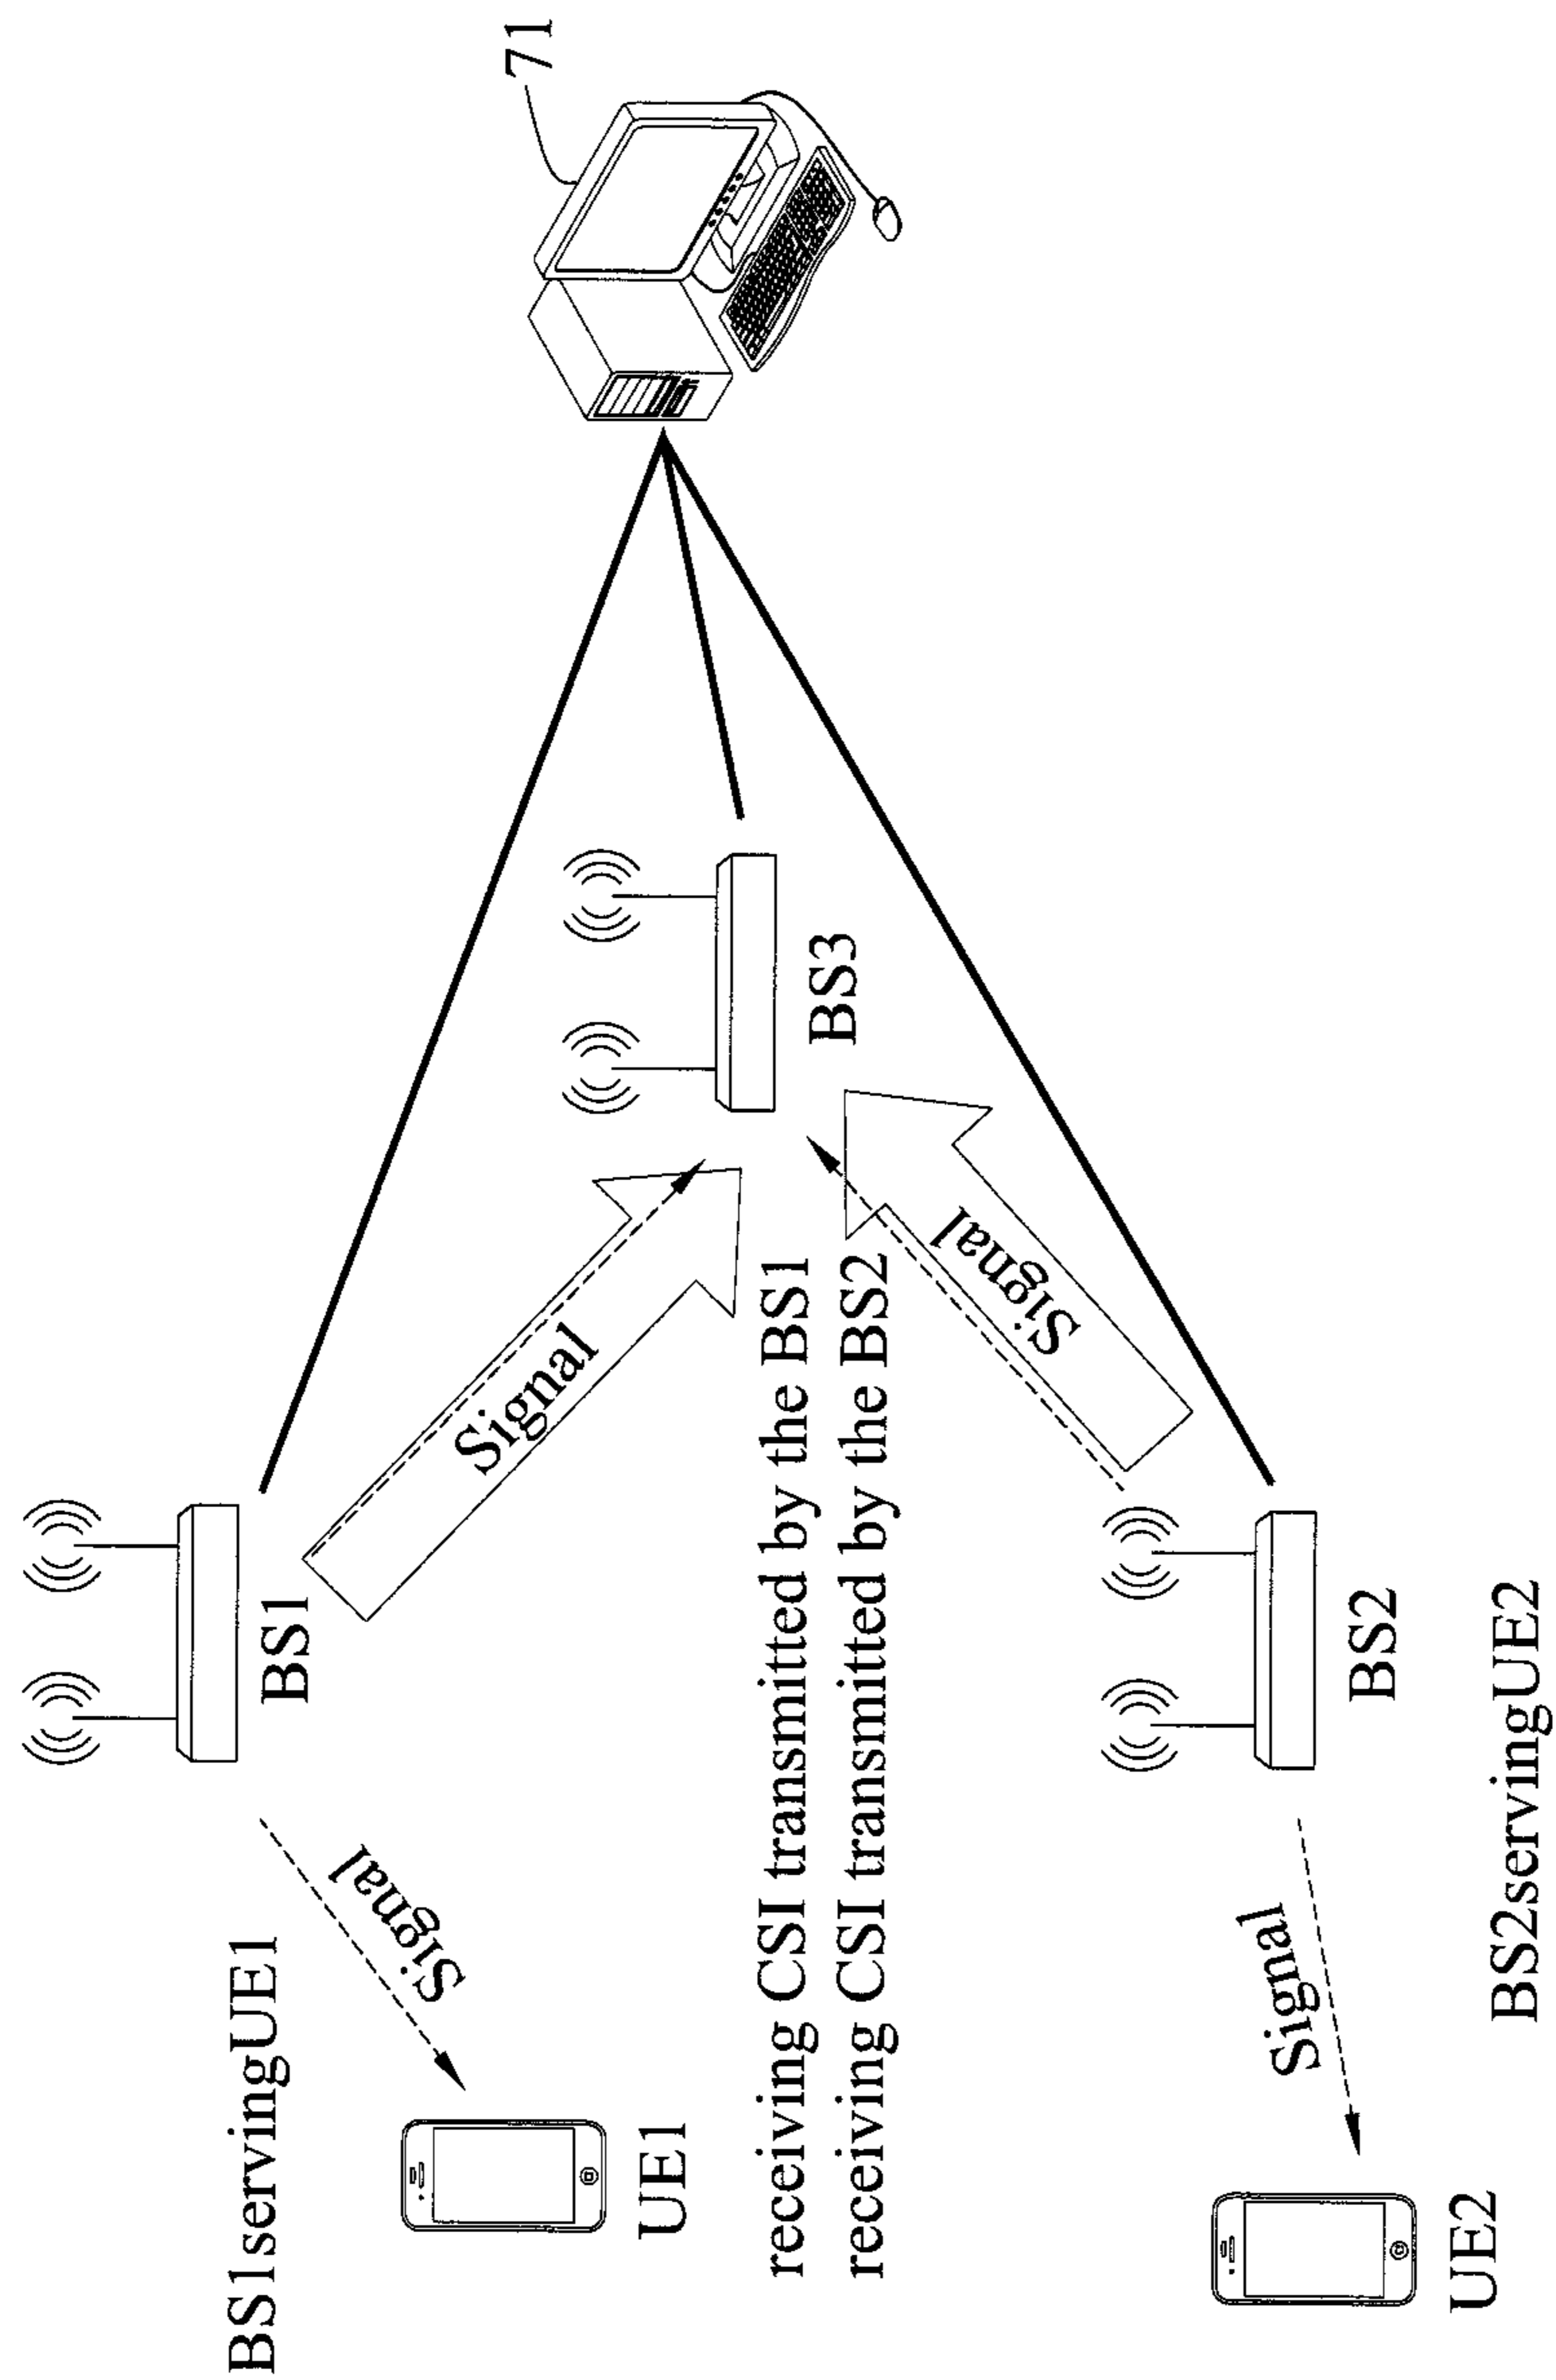 BS1servingUE1
Signal
UE1
BS1
Signal
71
BS3
receiving CSI transmitted by the BS1
receiving CSI transmitted by the BS2
Signal
Signal
UE2
BS2
BS2servingUE2